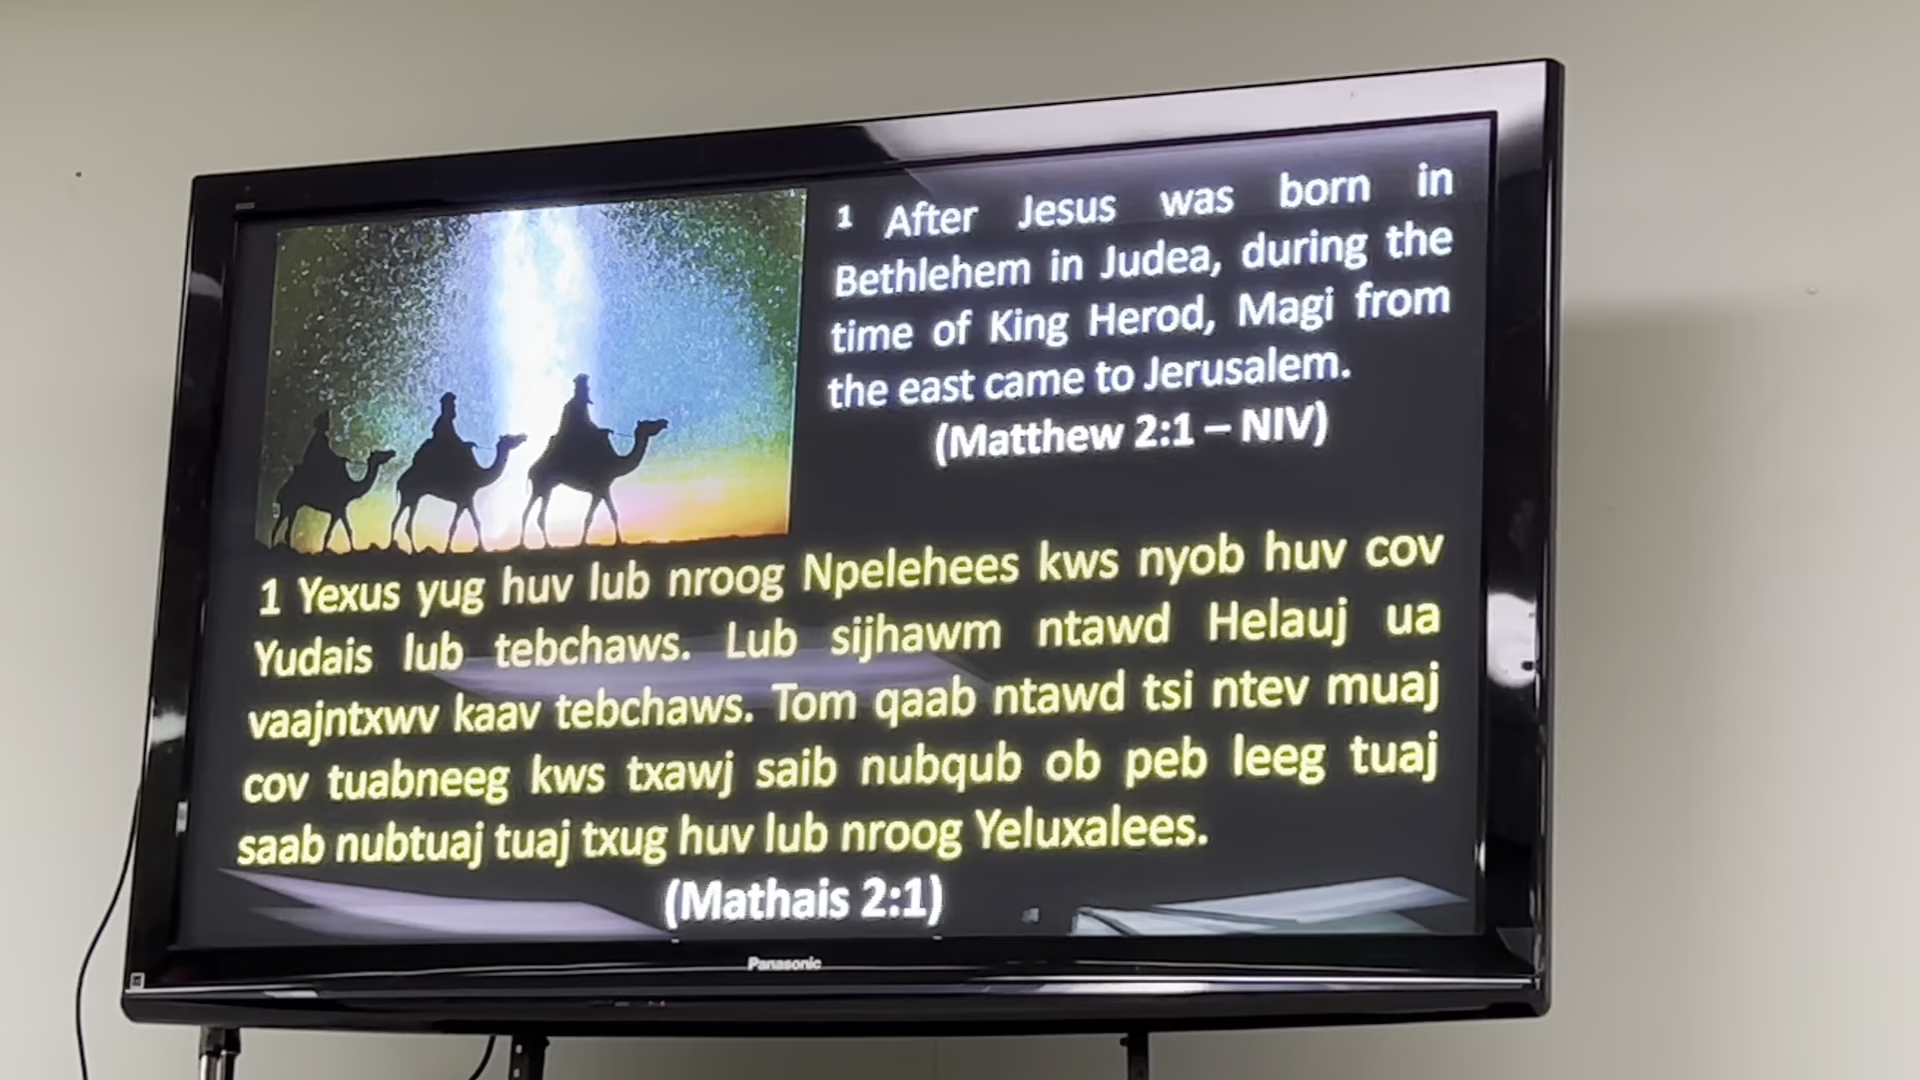 1 After Jesus was born in
Bethlehem in Judea, during the
time of King Herod, Magi from
the east came to Jerusalem.
(Matthew 2:1 – NIV)
1 Yexus yug huv lub nroog Npelehees kws nyob huv cov
Yudais lub tebchaws. Lub sijhawm ntawd Helauj ua
vaajntxwv kaav tebchaws. Tom qaab ntawd tsi ntev muaj
cov tuabneeg kws txawj saib nubqub ob peb leeg tuaj
saab nubtuaj tuaj txug huv lub nroog Yeluxalees.
(Mathais 2:1)
Panasonic